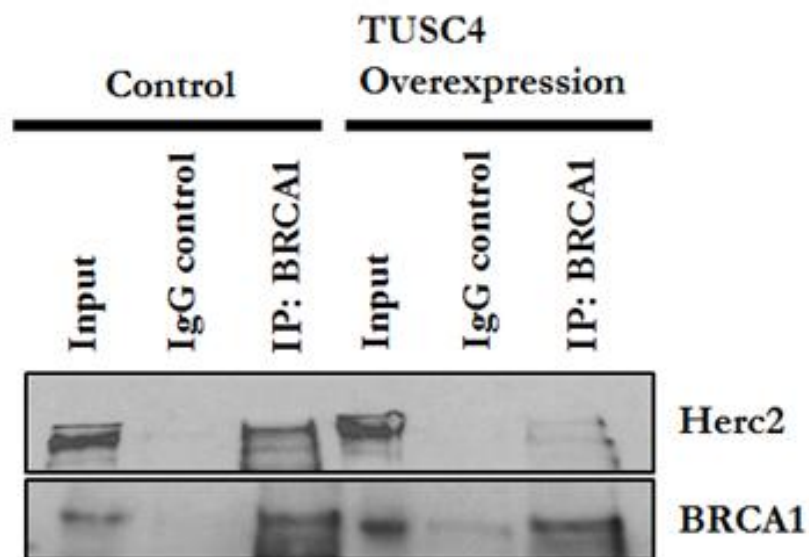 TUSC4
Control
Overexpression
Input
IgG control
IP: BRCA1
Input
IgG control
IP: BRCA1
Herc2
BRCA1